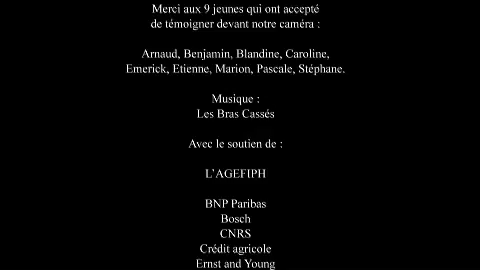 Merci aux 9 jeunes qui ont accepté
de témoigner devant notre caméra :
Arnaud, Benjamin, Blandine, Caroline,
Emerick, Etienne, Marion, Pascale, Stéphane.
Musique :
Les Bras Cassés
Avec le soutien de :
L'AGEFIPH
BNP Paribas
Bosch
CNRS
Crédit agricole
Ernst and Young